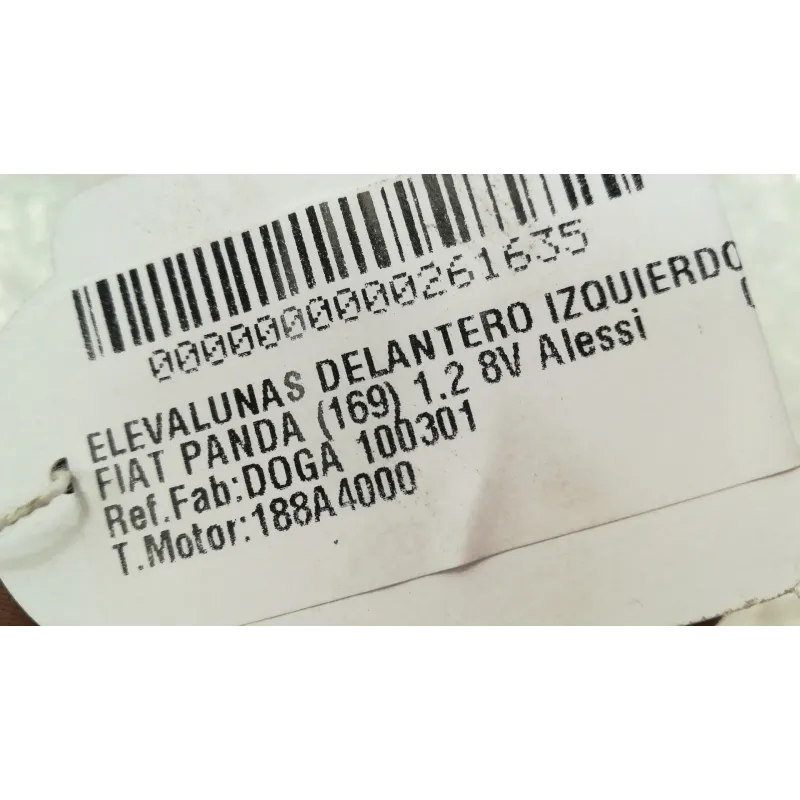 0000000000261635
ELEVALUNAS DELANTERO IZQUIERDO
FIAT PANDA (169) 1.2 8V Alessi
Ref.Fab:DOGA 100301
T.Motor:188A4000